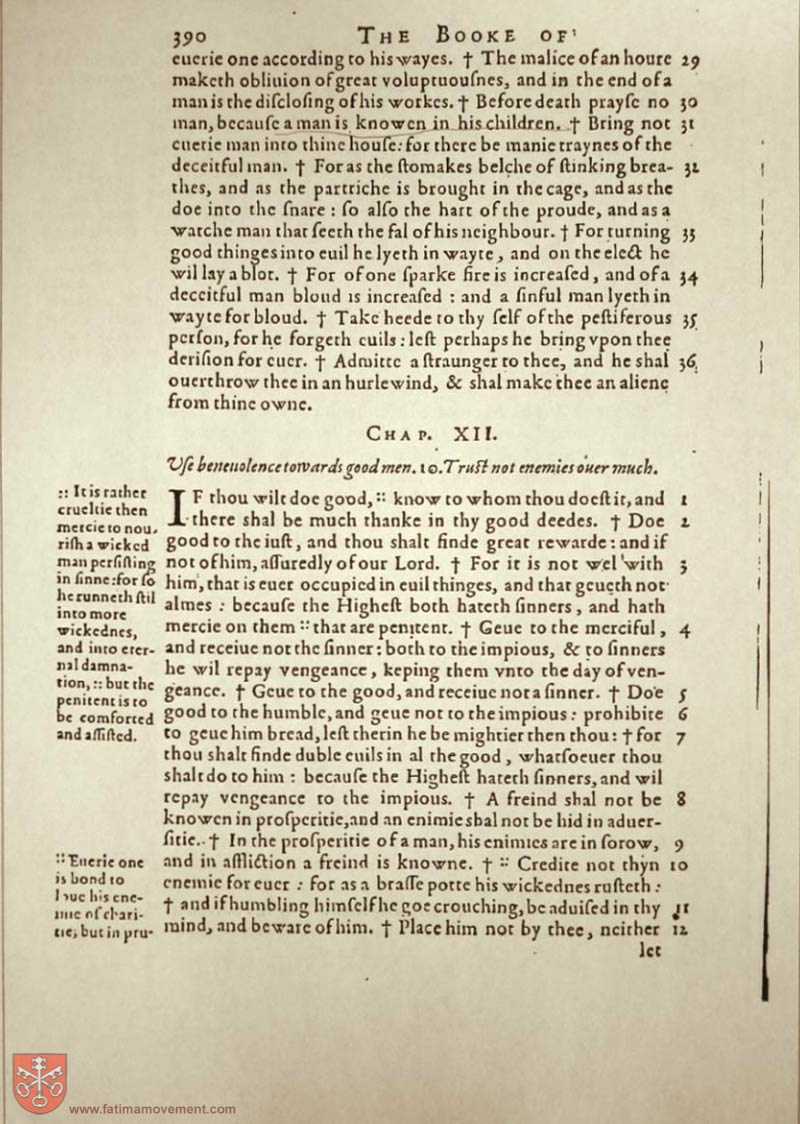 390 THE BOOKE OF
euerie one according to his wayes. † The malice of an houre 29
maketh obliuion of great voluptuouſnes, and in the end of a
man is the diſcloſing of his workes. † Before death prayſe no 30
man, becauſe a man is knowen in his children. † Bring not 31
euerie man into thine houſe: for there be manie traynes of the
deceitful man. † For as the ſtomakes belche of ſtinking brea-
thes, and as the partriche is brought in the cage, and as the 32
doe into the ſnare : ſo alſo the hart of the proude, and as a
watche man that ſeeth the fal of his neighbour. † For turning 33
good thinges into euil he lyeth in wayte, and on the elect he
wil lay a blot. † For of one ſparke fire is increaſed, and of a 34
deceitful man bloud is increaſed : and a ſinful man lyeth in
wayte for bloud. † Take heede to thy ſelf of the peſtiferous 35
perſon, for he forgeth euils: leſt perhaps he bring vpon thee
deriſion for euer. † Admitte a ſtraunger to thee, and he shal 36
ouerthrow thee in an hurlewind, & shal make thee an aliene
from thine owne.
CHAP. XII.
Vſe beneuolence towards good men. 10. Truſt not enemies ouer much.
IF thou wilt doe good, :: know to whom thou doeſt it, and 1
there shal be much thanke in thy good deedes. † Doe 2
good to the iuſt, and thou shalt finde great rewarde: and if
not of him, aſſuredly of our Lord. † For it is not wel with 3
him, that is euer occupied in euil thinges, and that geueth not
almes : becauſe the Higheſt both hateth ſinners, and hath
mercie on them :: that are penitent. † Geue to the merciful, 4
and receiue not the ſinner: both to the impious, & to ſinners
he wil repay vengeance, keping them vnto the day of ven-
geance. † Geue to the good, and receiue not a ſinner. † Doe 5
good to the humble, and geue not to the impious: prohibite 6
to geue him bread, leſt therin he be mightier then thou: † for 7
thou shalt finde duble euils in al the good, whatſoeuer thou
shalt do to him : becauſe the Higheſt hateth ſinners, and wil
repay vengeance to the impious. † A freind shal not be 8
knowen in proſperitie, and an enimie shal not be hid in aduer-
ſitie. † In the proſperitie of a man, his enimies are in ſorow, 9
and in affliction a freind is knowne. † :: Credite not thyn 10
enemie for euer : for as a braſſe potte his wickednes ruſteth :
† and if humbling himſelf he goe crouching, be aduiſed in thy 11
mind, and beware of him. † Place him not by thee, neither 12
let
:: It is rather
crueltie then
mercie to nou-
riſh a wicked
man perſiſting
in ſinne: for ſo
he runneth ſtil
into more
wickednes,
and into eter-
nal damna-
tion, :: but the
penitent is to
be comforted
and aſſiſted.
:: Euerie one
is bond to
loue his ene-
mie of chari-
tie, but in pru-
www.fatimamovement.com